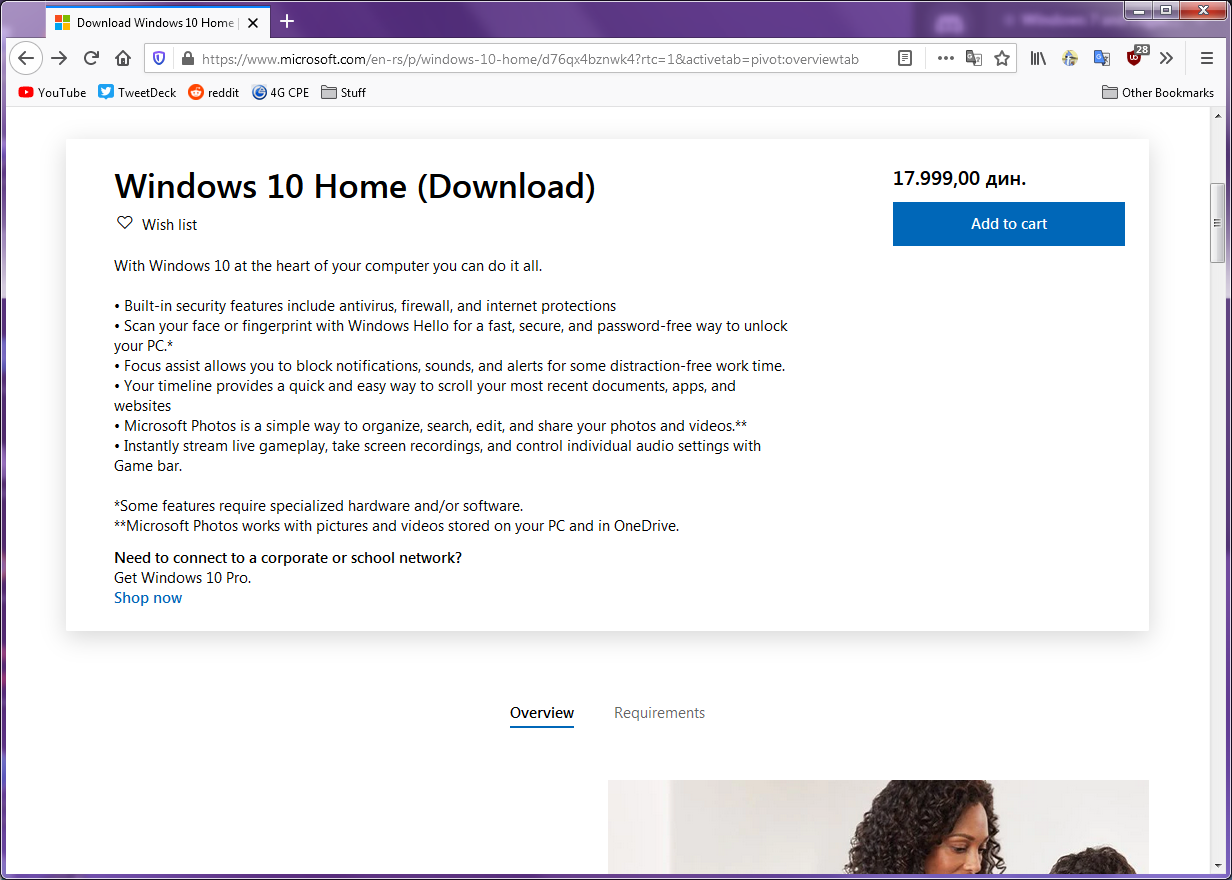 Download Windows 10 Home
https://www.microsoft.com/en-rs/p/windows-10-home/d76qx4bznwk4?rtc=1&activetab=pivot:overviewtab
28
YouTube
TweetDeck
reddit
4G CPE
Stuff
Other Bookmarks
Windows 10 Home (Download)
17.999,00 дин.
Wish list
Add to cart
With Windows 10 at the heart of your computer you can do it all.
• Built-in security features include antivirus, firewall, and internet protections
• Scan your face or fingerprint with Windows Hello for a fast, secure, and password-free way to unlock
your PC.*
• Focus assist allows you to block notifications, sounds, and alerts for some distraction-free work time.
• Your timeline provides a quick and easy way to scroll your most recent documents, apps, and
websites
• Microsoft Photos is a simple way to organize, search, edit, and share your photos and videos.**
• Instantly stream live gameplay, take screen recordings, and control individual audio settings with
Game bar.
*Some features require specialized hardware and/or software.
**Microsoft Photos works with pictures and videos stored on your PC and in OneDrive.
Need to connect to a corporate or school network?
Get Windows 10 Pro.
Shop now
Overview
Requirements